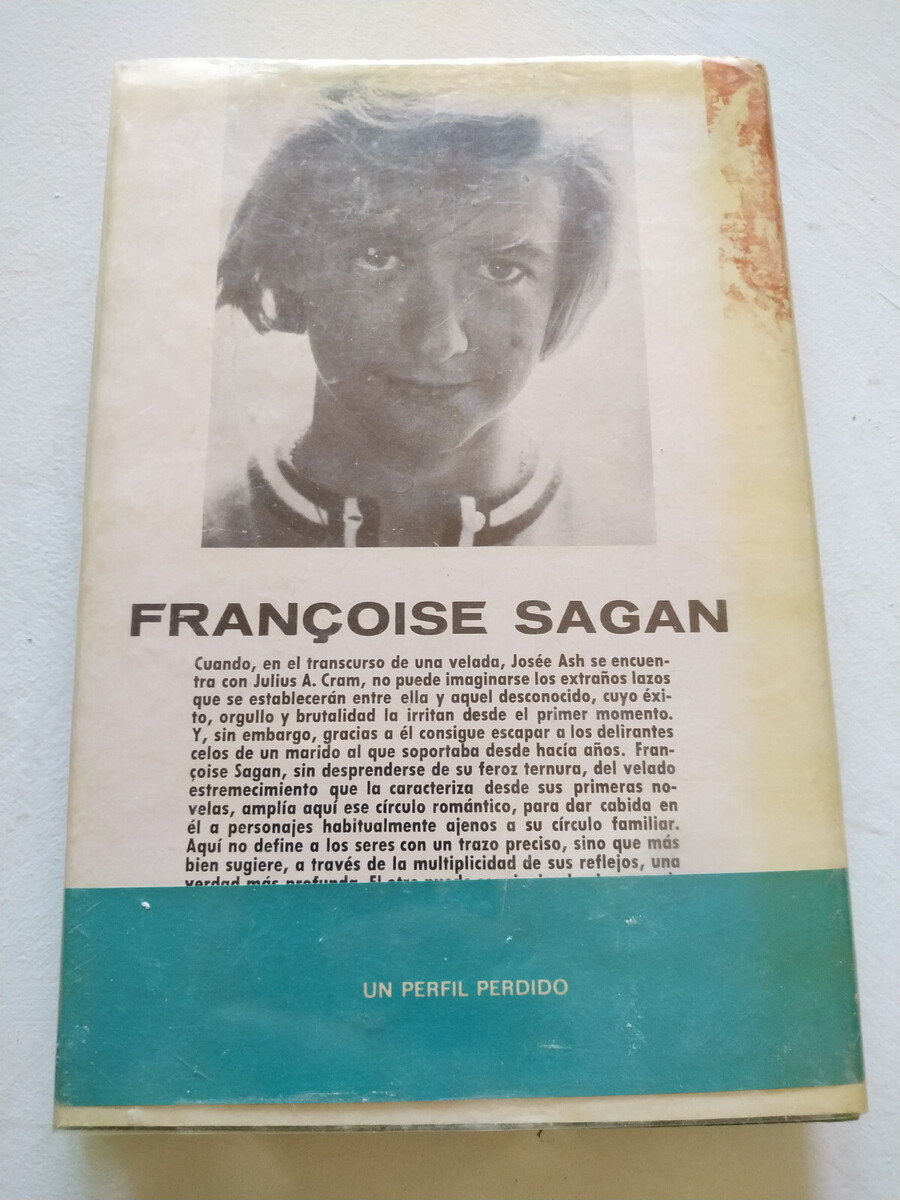 FRANÇOISE SAGAN
Cuando, en el transcurso de una velada, Josée Ash se encuen-
tra con Julius A. Cram, no puede imaginarse los extraños lazos
que se establecerán entre ella y aquel desconocido, cuyo éxi-
to, orgullo y brutalidad la irritan desde el primer momento.
Y, sin embargo, gracias a él consigue escapar a los delirantes
celos de un marido al que soportaba desde hacía años. Fran-
çoise Sagan, sin desprenderse de su feroz ternura, del velado
estremecimiento que la caracteriza desde sus primeras no-
velas, amplía aquí ese círculo romántico, para dar cabida en
él a personajes habitualmente ajenos a su círculo familiar.
Aquí no define a los seres con un trazo preciso, sino que más
bien sugiere, a través de la multiplicidad de sus reflejos, una
verdad más profunda. El otro
UN PERFIL PERDIDO